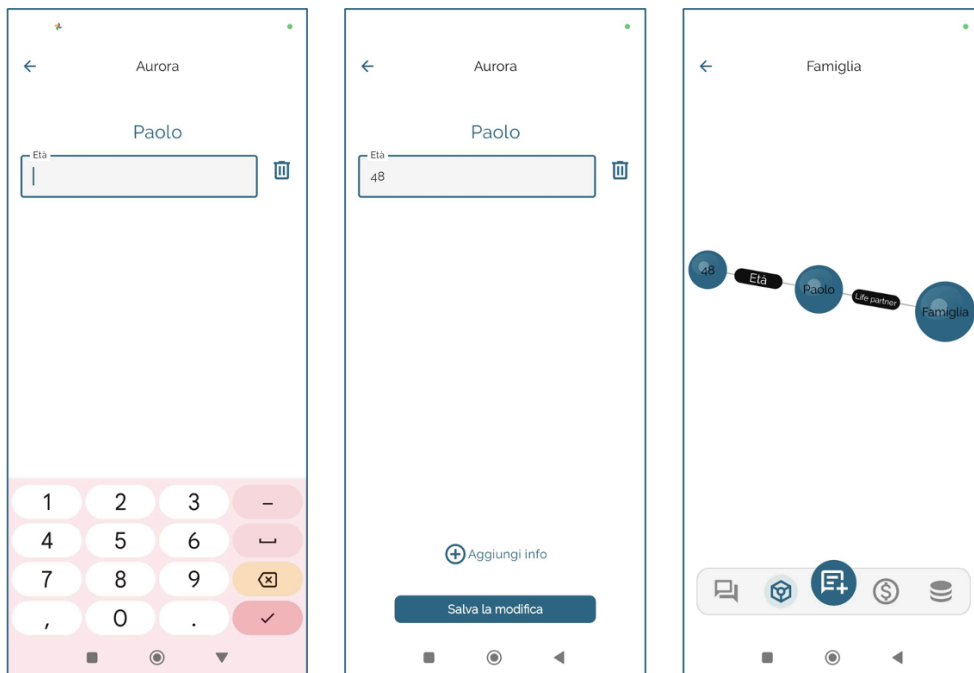 Aurora
Paolo
Età
1 2 3 –
4 5 6
7 8 9
, 0 .
Aurora
Paolo
Età
48
Aggiungi info
Salva la modifica
Famiglia
48
Età
Paolo
Life partner
Famiglia